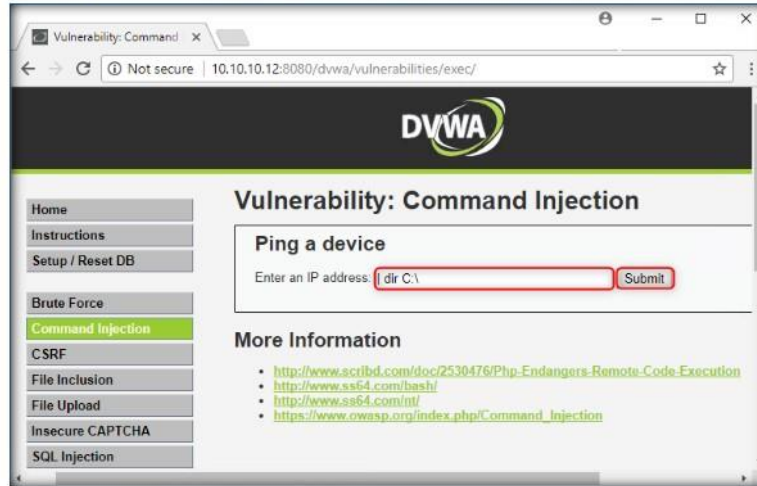 Vulnerability: Command
Not secure 10.10.10.12:8080/dvwa/vulnerabilities/exec/
DVWA
Home
Instructions
Setup / Reset DB
Brute Force
Command Injection
CSRF
File Inclusion
File Upload
Insecure CAPTCHA
SQL Injection
Vulnerability: Command Injection
Ping a device
Enter an IP address: | dir C:\ Submit
More Information
http://www.scribd.com/doc/2530476/Php-Endangers-Remote-Code-Execution
http://www.ss64.com/bash/
http://www.ss64.com/nt/
https://www.owasp.org/index.php/Command_Injection